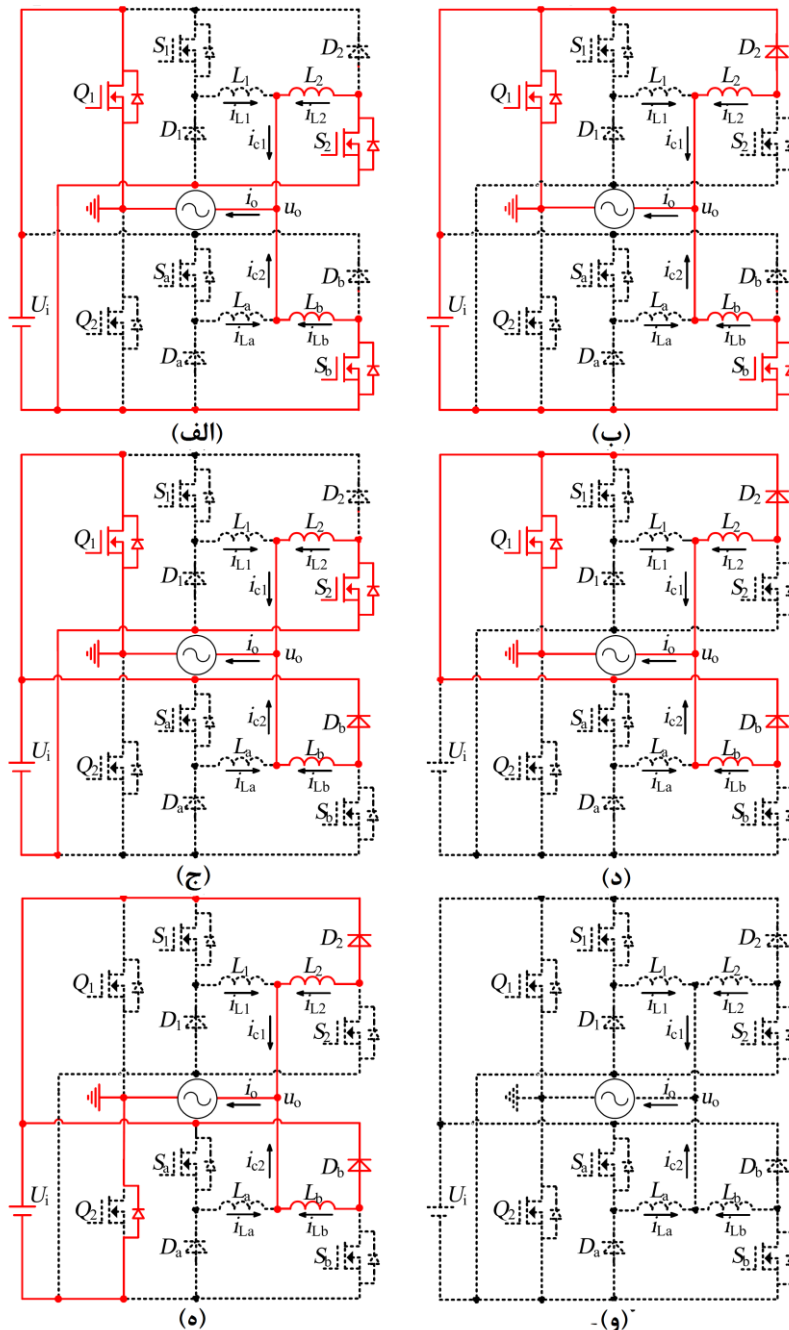 S1 D2 S1 D2
Q1 L1 L2 Q1 L1 L2
iL1 iL2 iL1 iL2
D1 ic1 S2 D1 ic1 S2
io uo io uo
Sa ic2 Db Sa ic2 Db
Ui Q2 La Lb Ui Q2 La Lb
iLa iLb iLa iLb
Da Sb Da Sb
(الف) (ب)
S1 D2 S1 D2
Q1 L1 L2 Q1 L1 L2
iL1 iL2 iL1 iL2
D1 ic1 S2 D1 ic1 S2
io uo io uo
Sa ic2 Db Sa ic2 Db
Ui Q2 La Lb Ui Q2 La Lb
iLa iLb iLa iLb
Da Sb Da Sb
(ج) (د)
S1 D2 S1 D2
Q1 L1 L2 Q1 L1 L2
iL1 iL2 iL1 iL2
D1 ic1 S2 D1 ic1 S2
io uo io uo
Sa ic2 Db Sa ic2 Db
Ui Q2 La Lb Ui Q2 La Lb
iLa iLb iLa iLb
Da Sb Da Sb
(ه) (و)